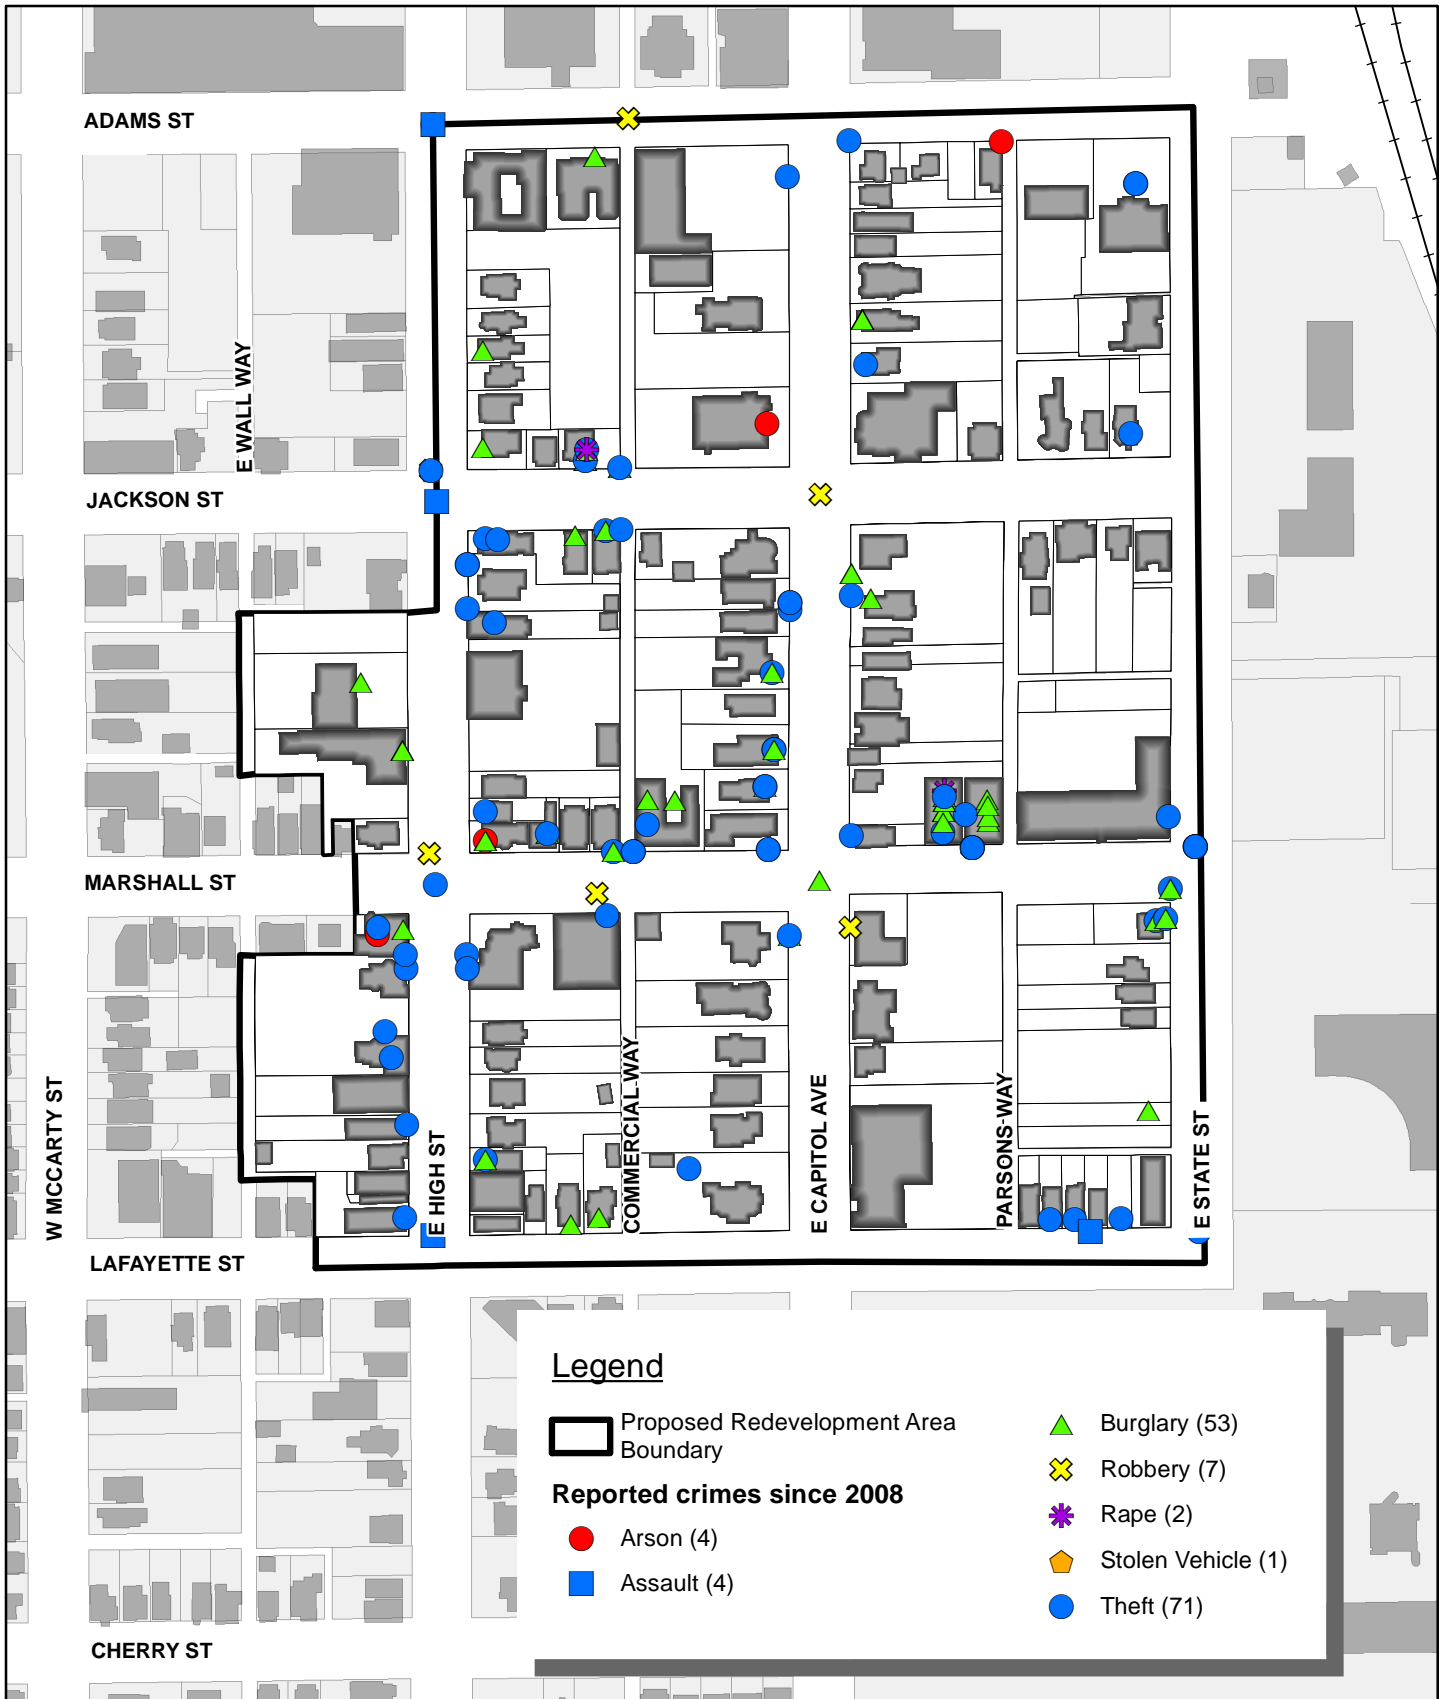 ADAMS ST
E WALL WAY
JACKSON ST
MARSHALL ST
W MCCARTY ST
E HIGH ST
COMMERCIAL WAY
E CAPITOL AVE
PARSONS WAY
E STATE ST
LAFAYETTE ST
Legend
Proposed Redevelopment Area
Boundary
Reported crimes since 2008
Arson (4)
Assault (4)
Burglary (53)
Robbery (7)
Rape (2)
Stolen Vehicle (1)
Theft (71)
CHERRY ST